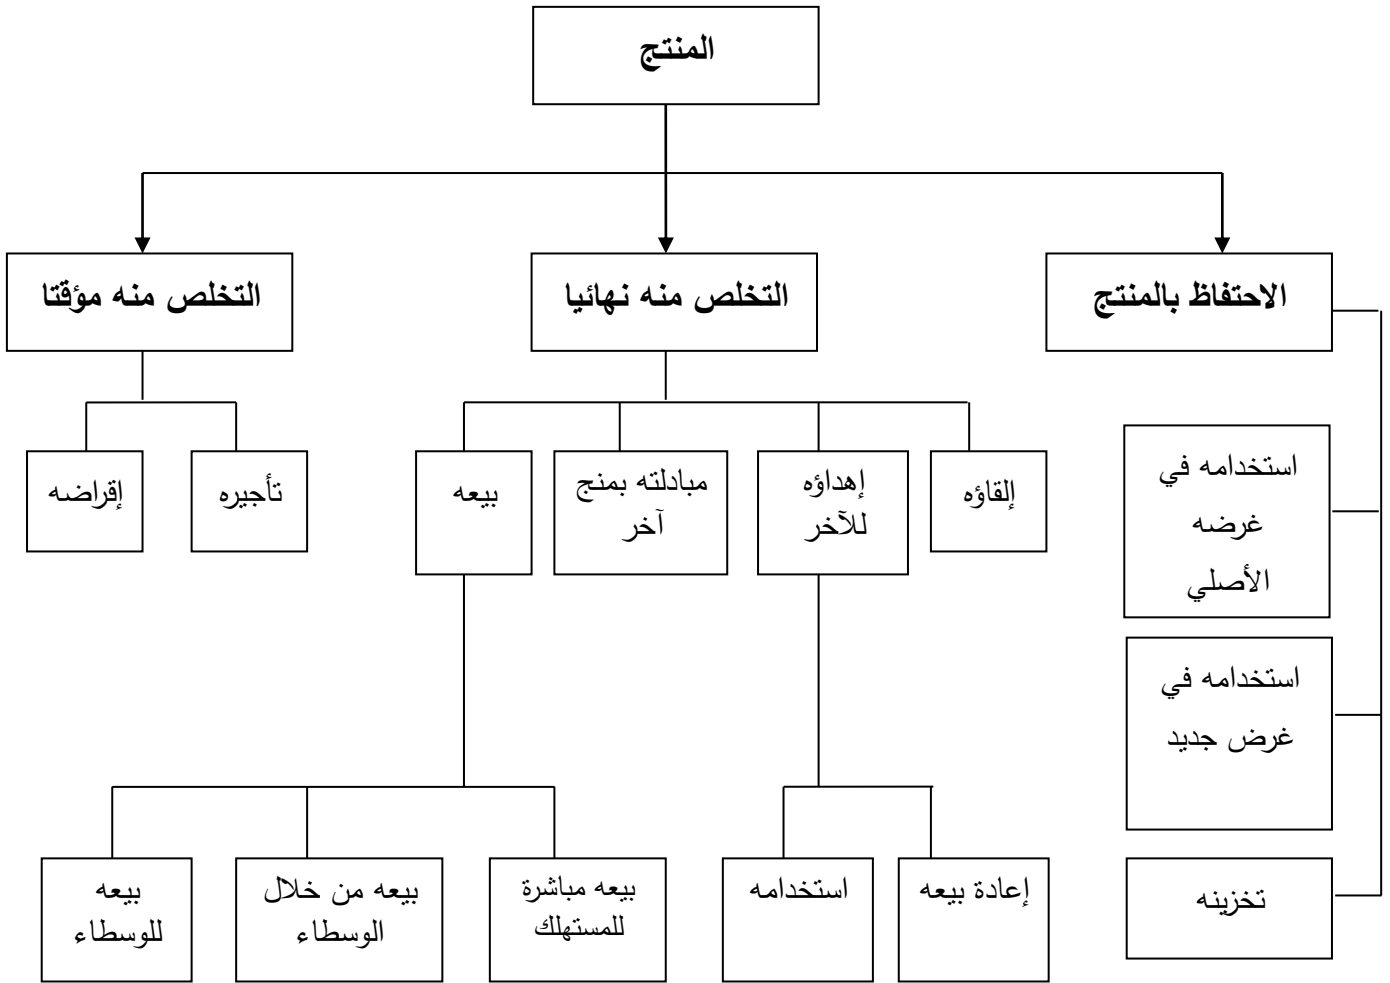 المنتج
الاحتفاظ بالمنتج
التخلص منه نهائيا
التخلص منه مؤقتا
استخدامه في
غرضه
الأصلي
استخدامه في
غرض جديد
تخزينه
إلقاؤه
إهداؤه
للآخر
مبادلته بمنج
آخر
بيعه
تأجيره
إقراضه
إعادة بيعه
استخدامه
بيعه مباشرة
للمستهلك
بيعه من خلال
الوسطاء
بيعه
للوسطاء